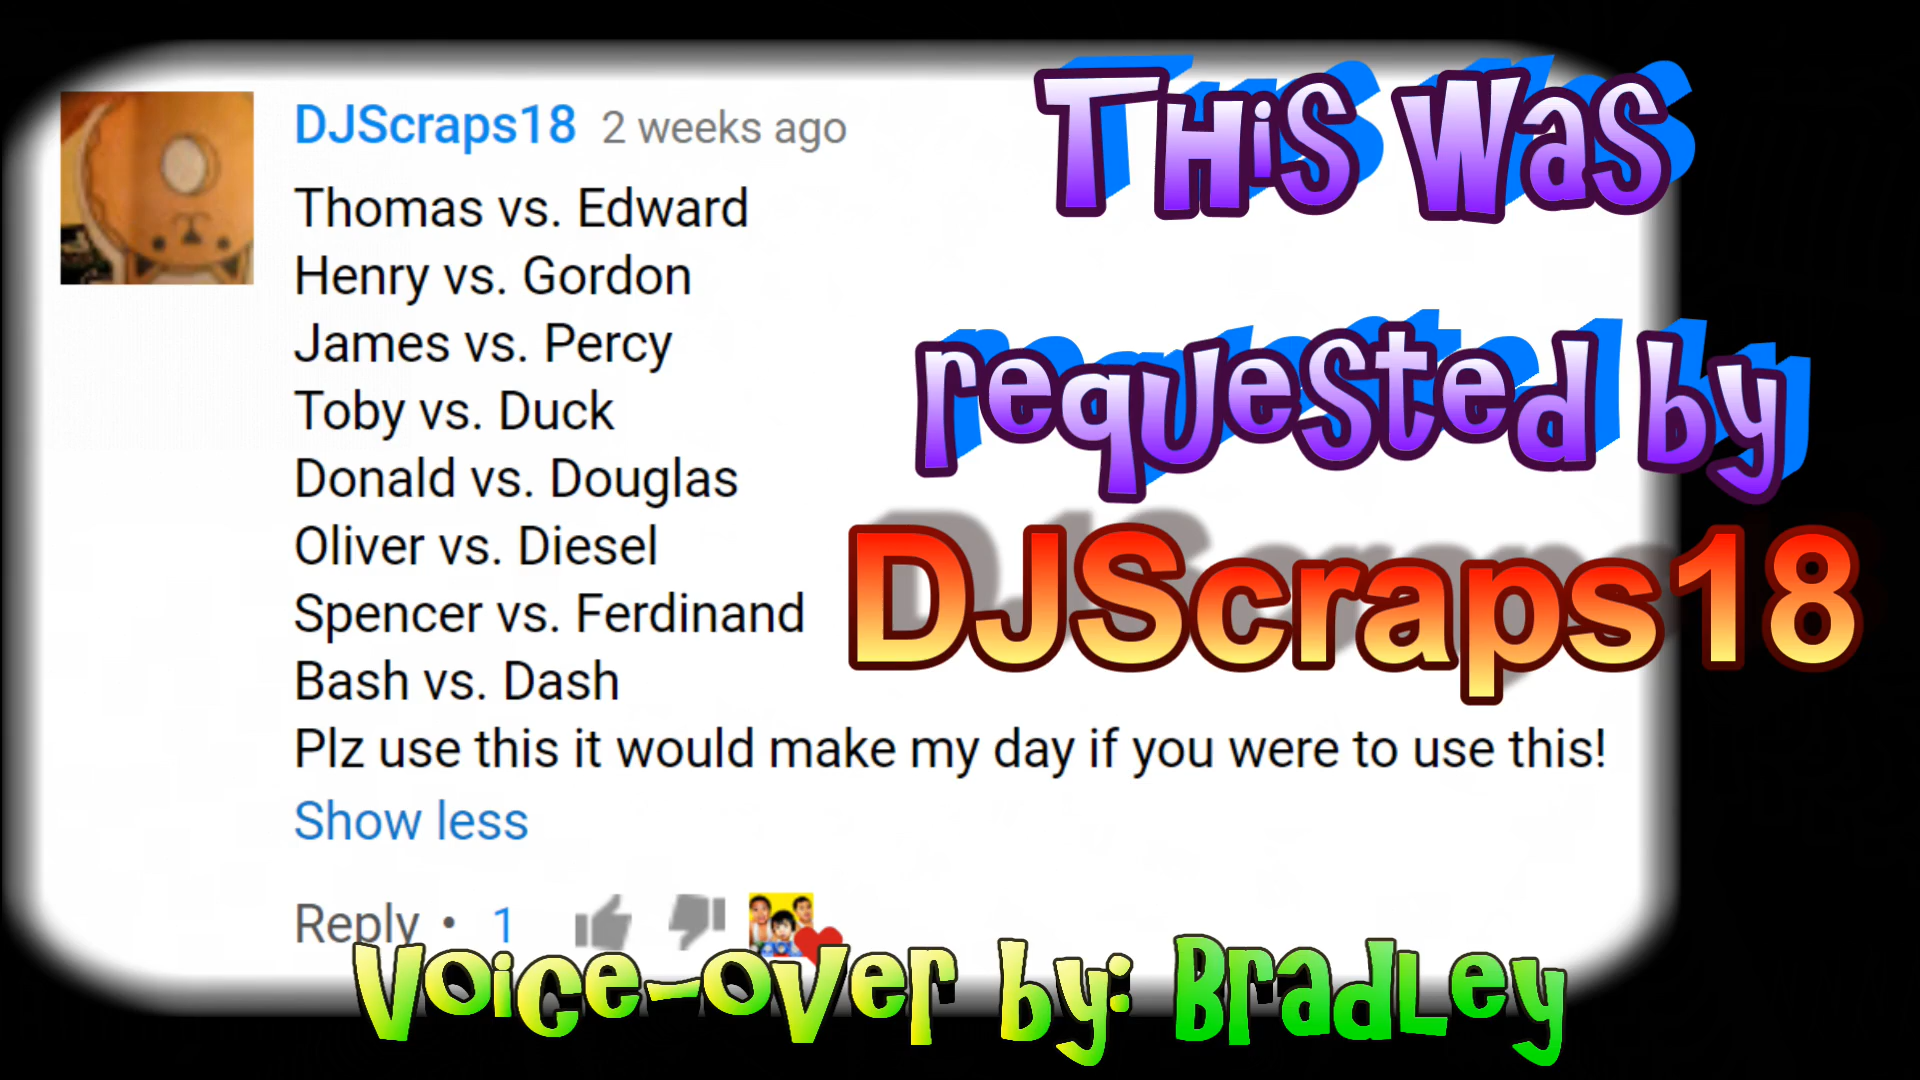 DJScraps18 2 weeks ago
Thomas vs. Edward
Henry vs. Gordon
James vs. Percy
Toby vs. Duck
Donald vs. Douglas
Oliver vs. Diesel
Spencer vs. Ferdinand
Bash vs. Dash
Plz use this it would make my day if you were to use this!
Show less
Reply • 1
This was
requested by
DJScraps18
Voice-over by: Bradley